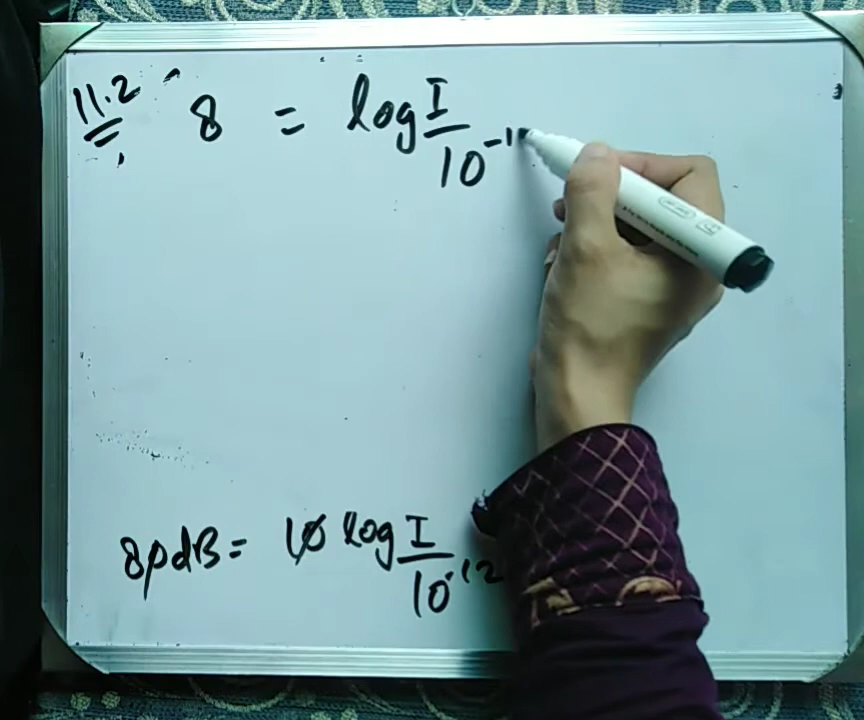 11.2 8 = log I / 10^-1
80dB = 10 log I / 10^-12